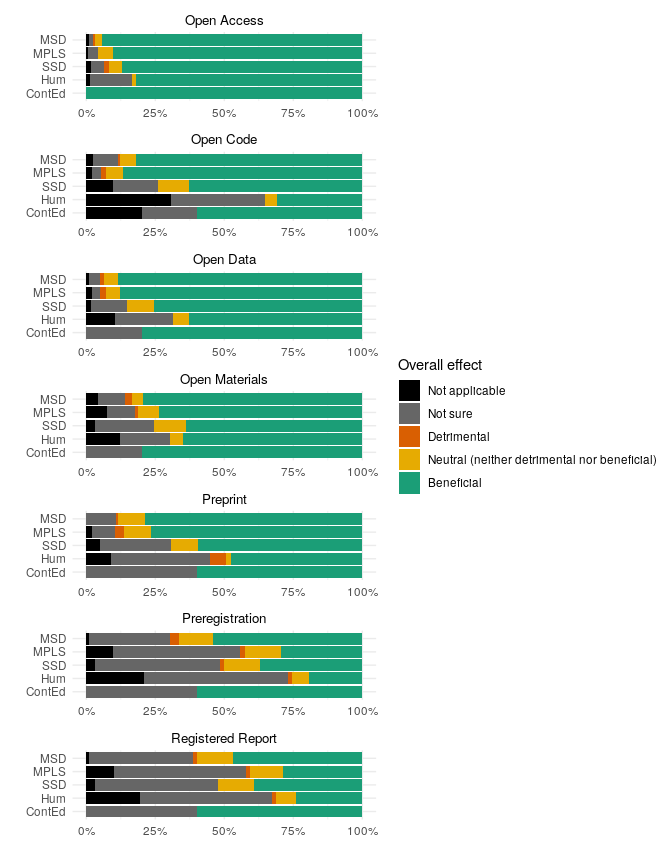 Open Access
MSD
MPLS
SSD
Hum
ContEd
0% 25% 50% 75% 100%
Open Code
MSD
MPLS
SSD
Hum
ContEd
0% 25% 50% 75% 100%
Open Data
MSD
MPLS
SSD
Hum
ContEd
0% 25% 50% 75% 100%
Open Materials
MSD
MPLS
SSD
Hum
ContEd
0% 25% 50% 75% 100%
Preprint
MSD
MPLS
SSD
Hum
ContEd
0% 25% 50% 75% 100%
Preregistration
MSD
MPLS
SSD
Hum
ContEd
0% 25% 50% 75% 100%
Registered Report
MSD
MPLS
SSD
Hum
ContEd
0% 25% 50% 75% 100%
Overall effect
Not applicable
Not sure
Detrimental
Neutral (neither detrimental nor beneficial)
Beneficial